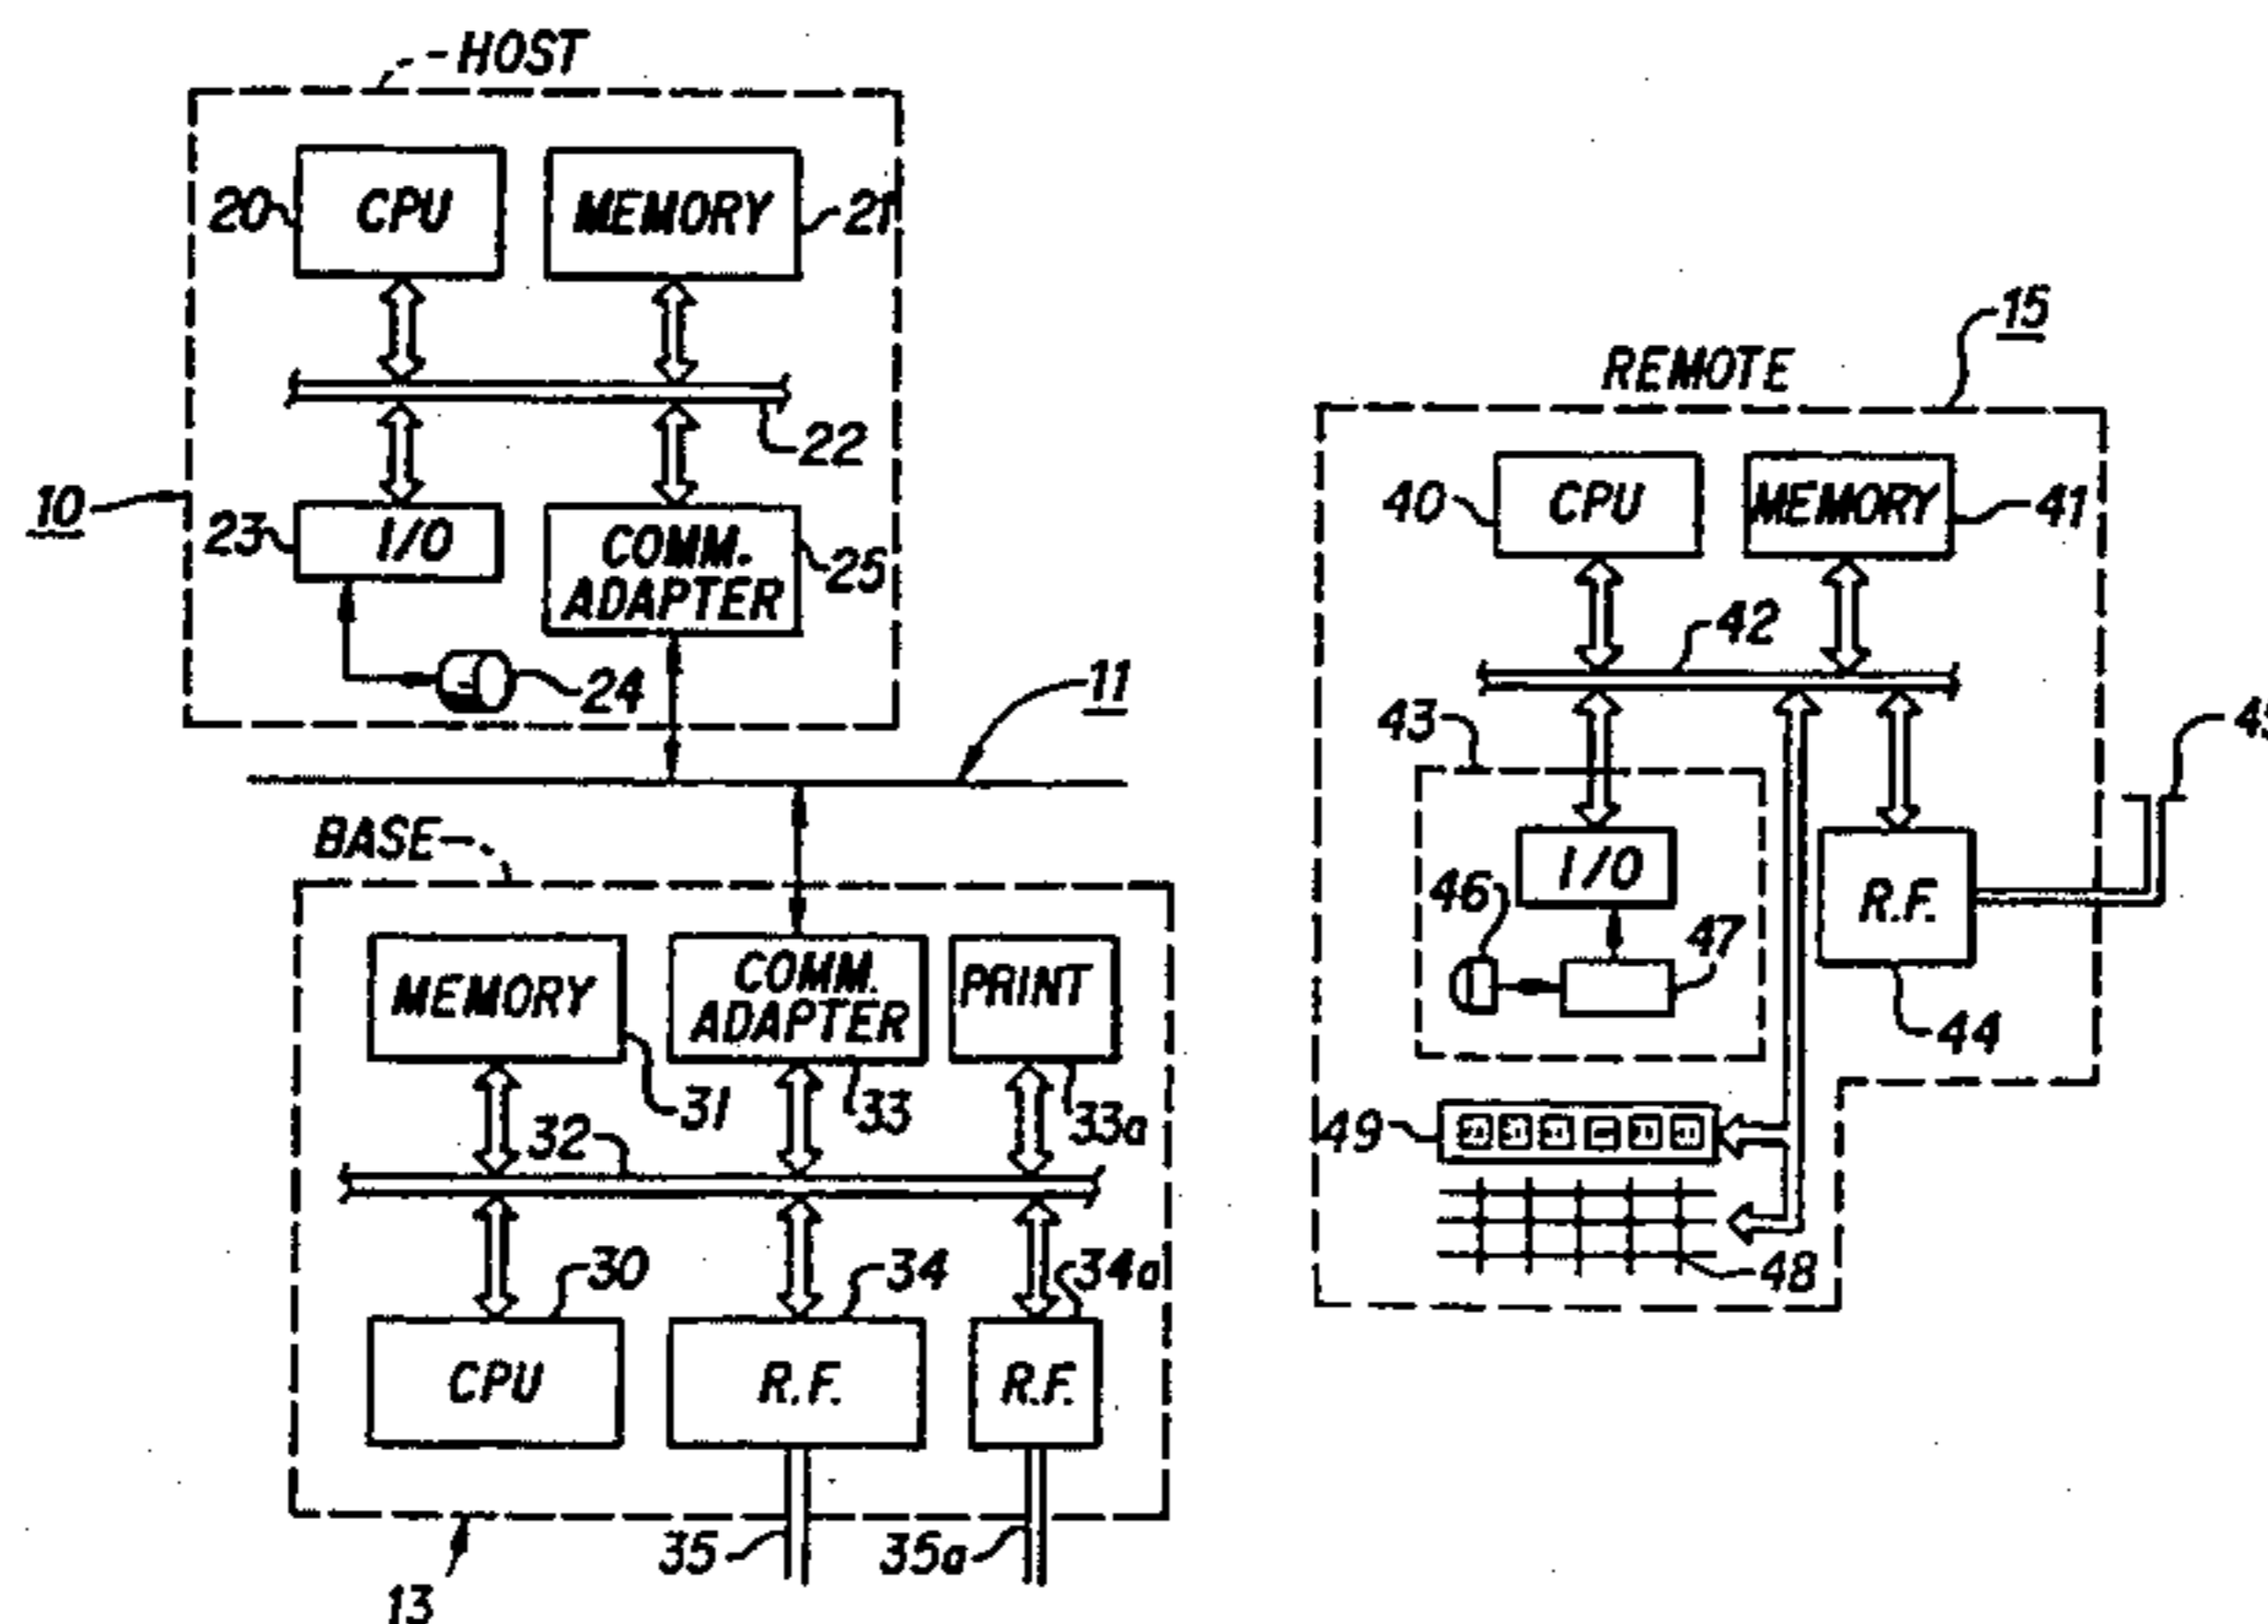 HOST
20
CPU
MEMORY
21
22
10
23
I/O
COMM.
ADAPTER
25
24
11
BASE
MEMORY
COMM.
ADAPTER
PRINT
31
33
33a
32
30
34
34a
CPU
R.F.
R.F.
35
35a
13
15
REMOTE
40
CPU
MEMORY
41
42
43
I/O
46
47
R.F.
44
49
48